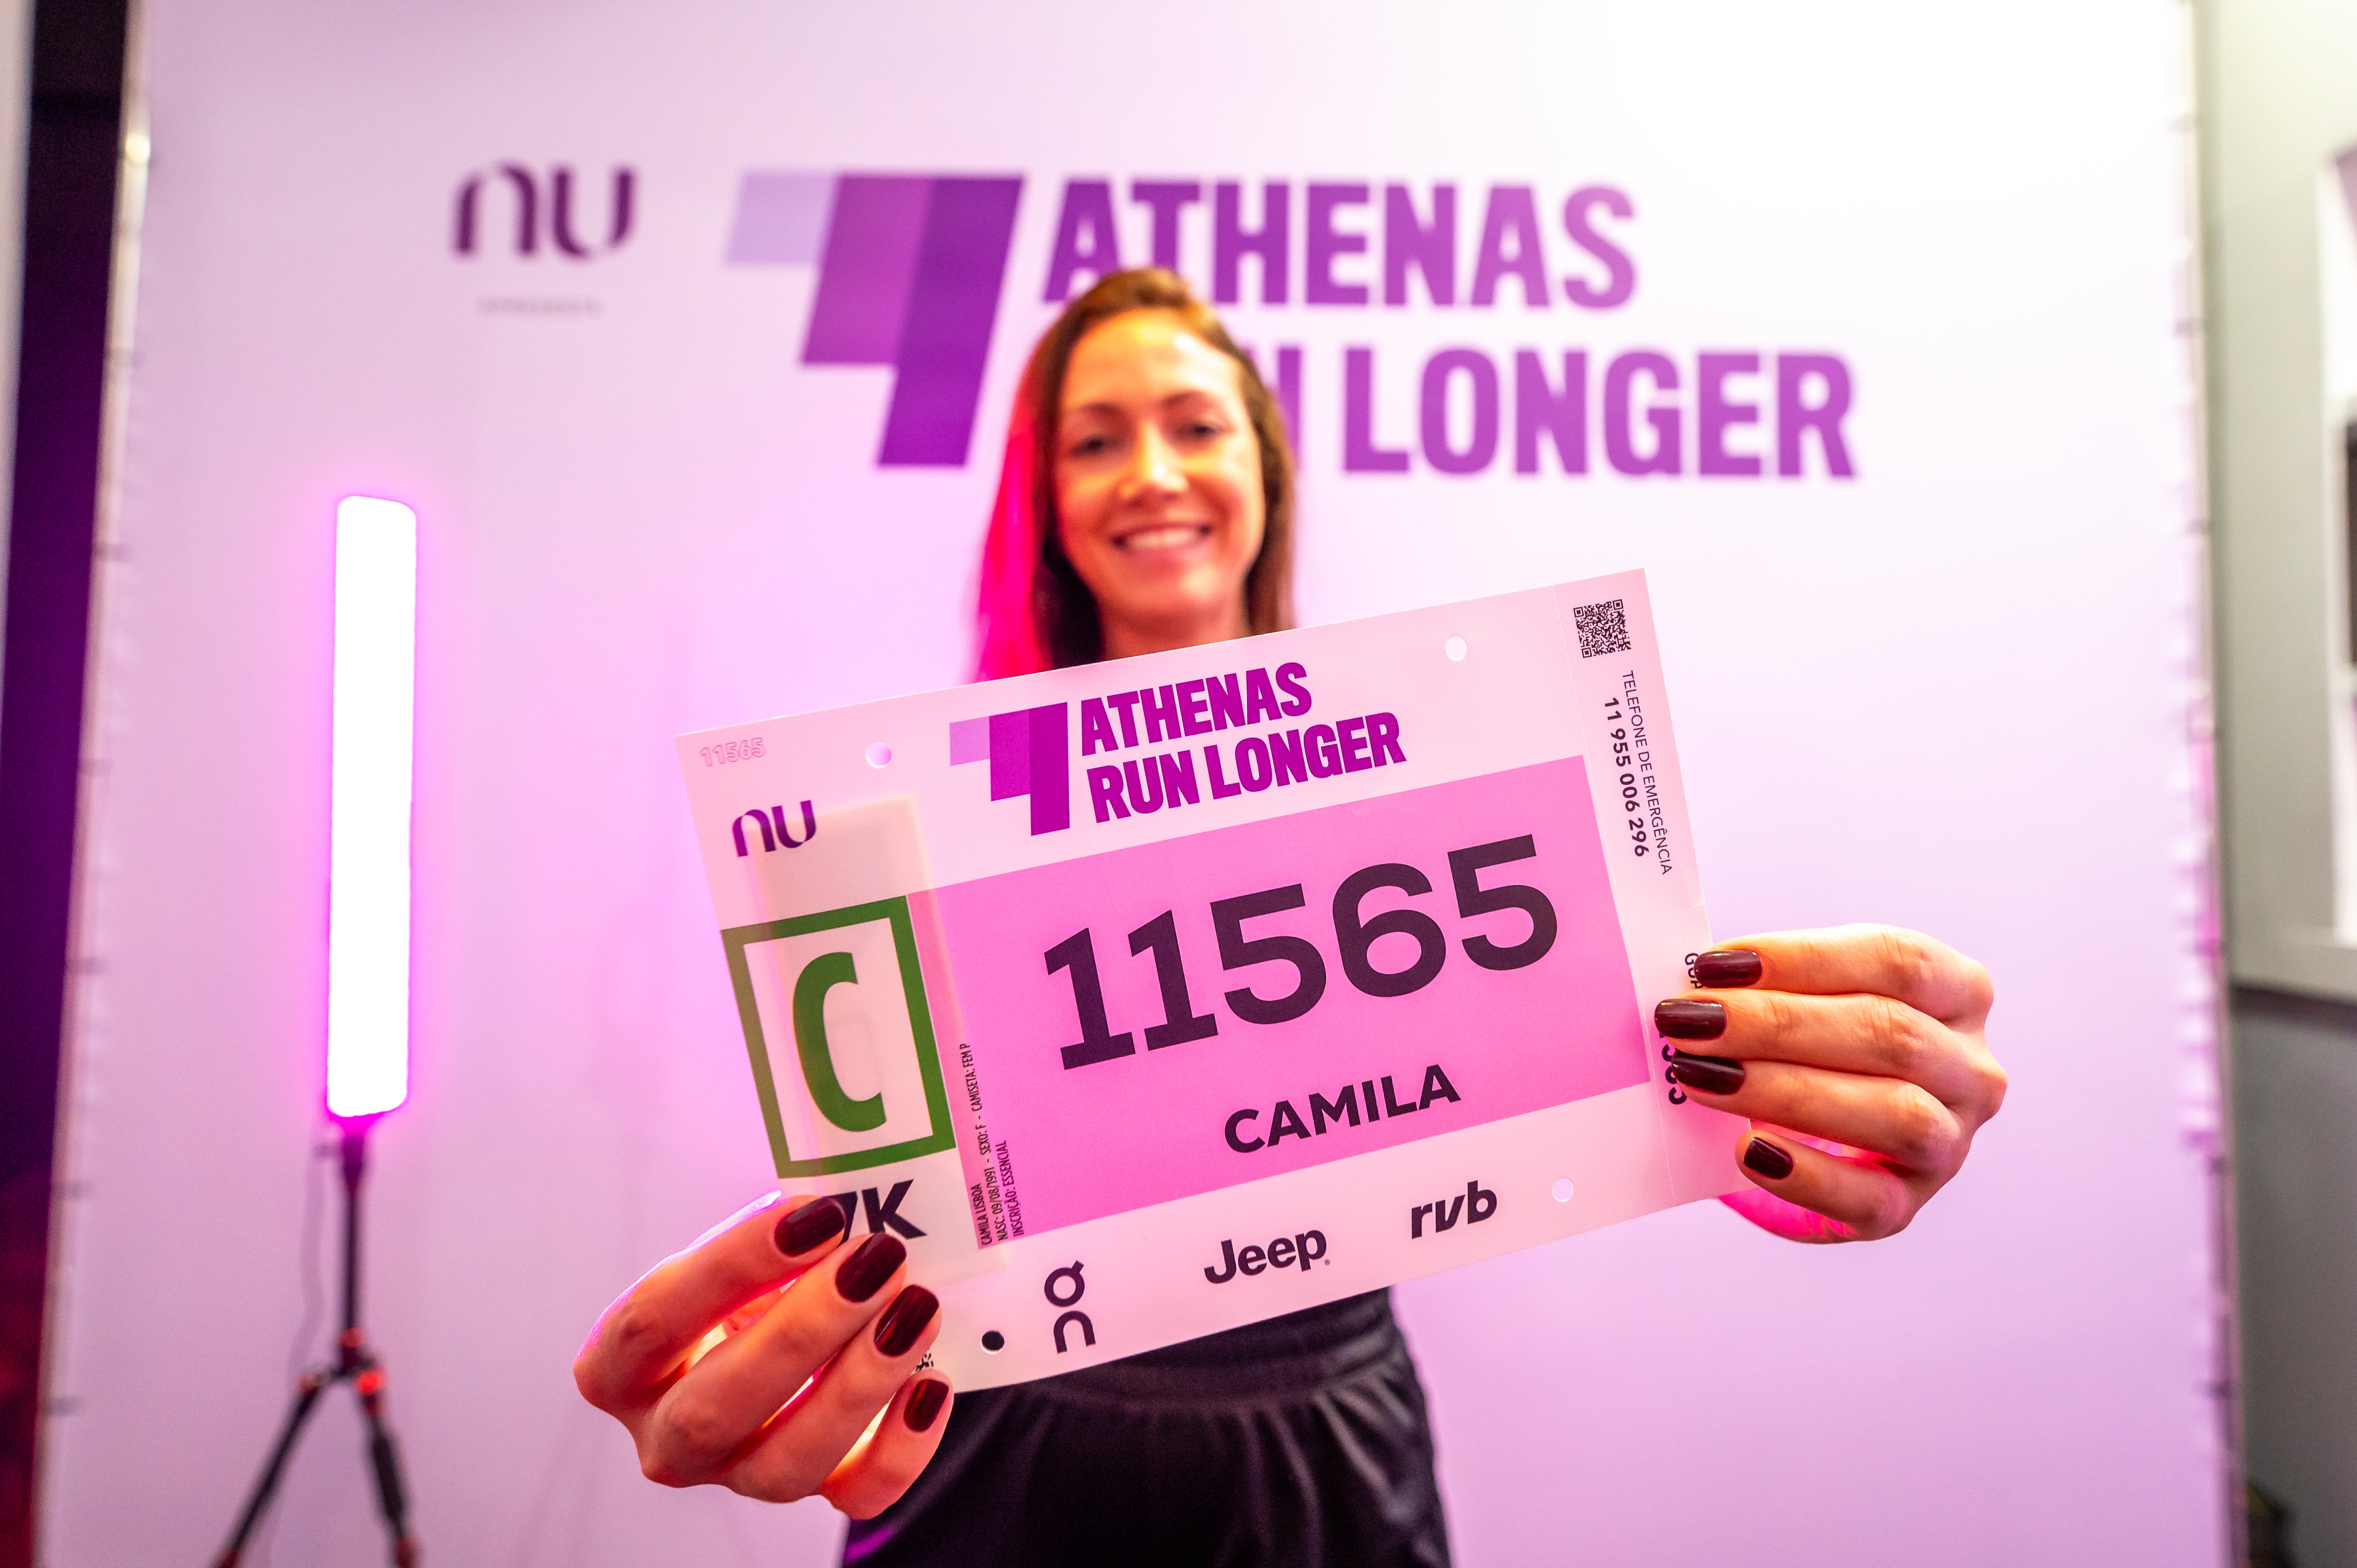 nu
ATHENAS
LONGER
11565
nu
ATHENAS
RUN LONGER
TELEFONE DE EMERGÊNCIA
11 955 006 296
C
7K
CAMILA LISBOA
NASC: 09/08/1991 - SEXO: F - CAMISETA: FEM P
INSCRIÇÃO: ESSENCIAL
11565
CAMILA
On
Jeep
rvb